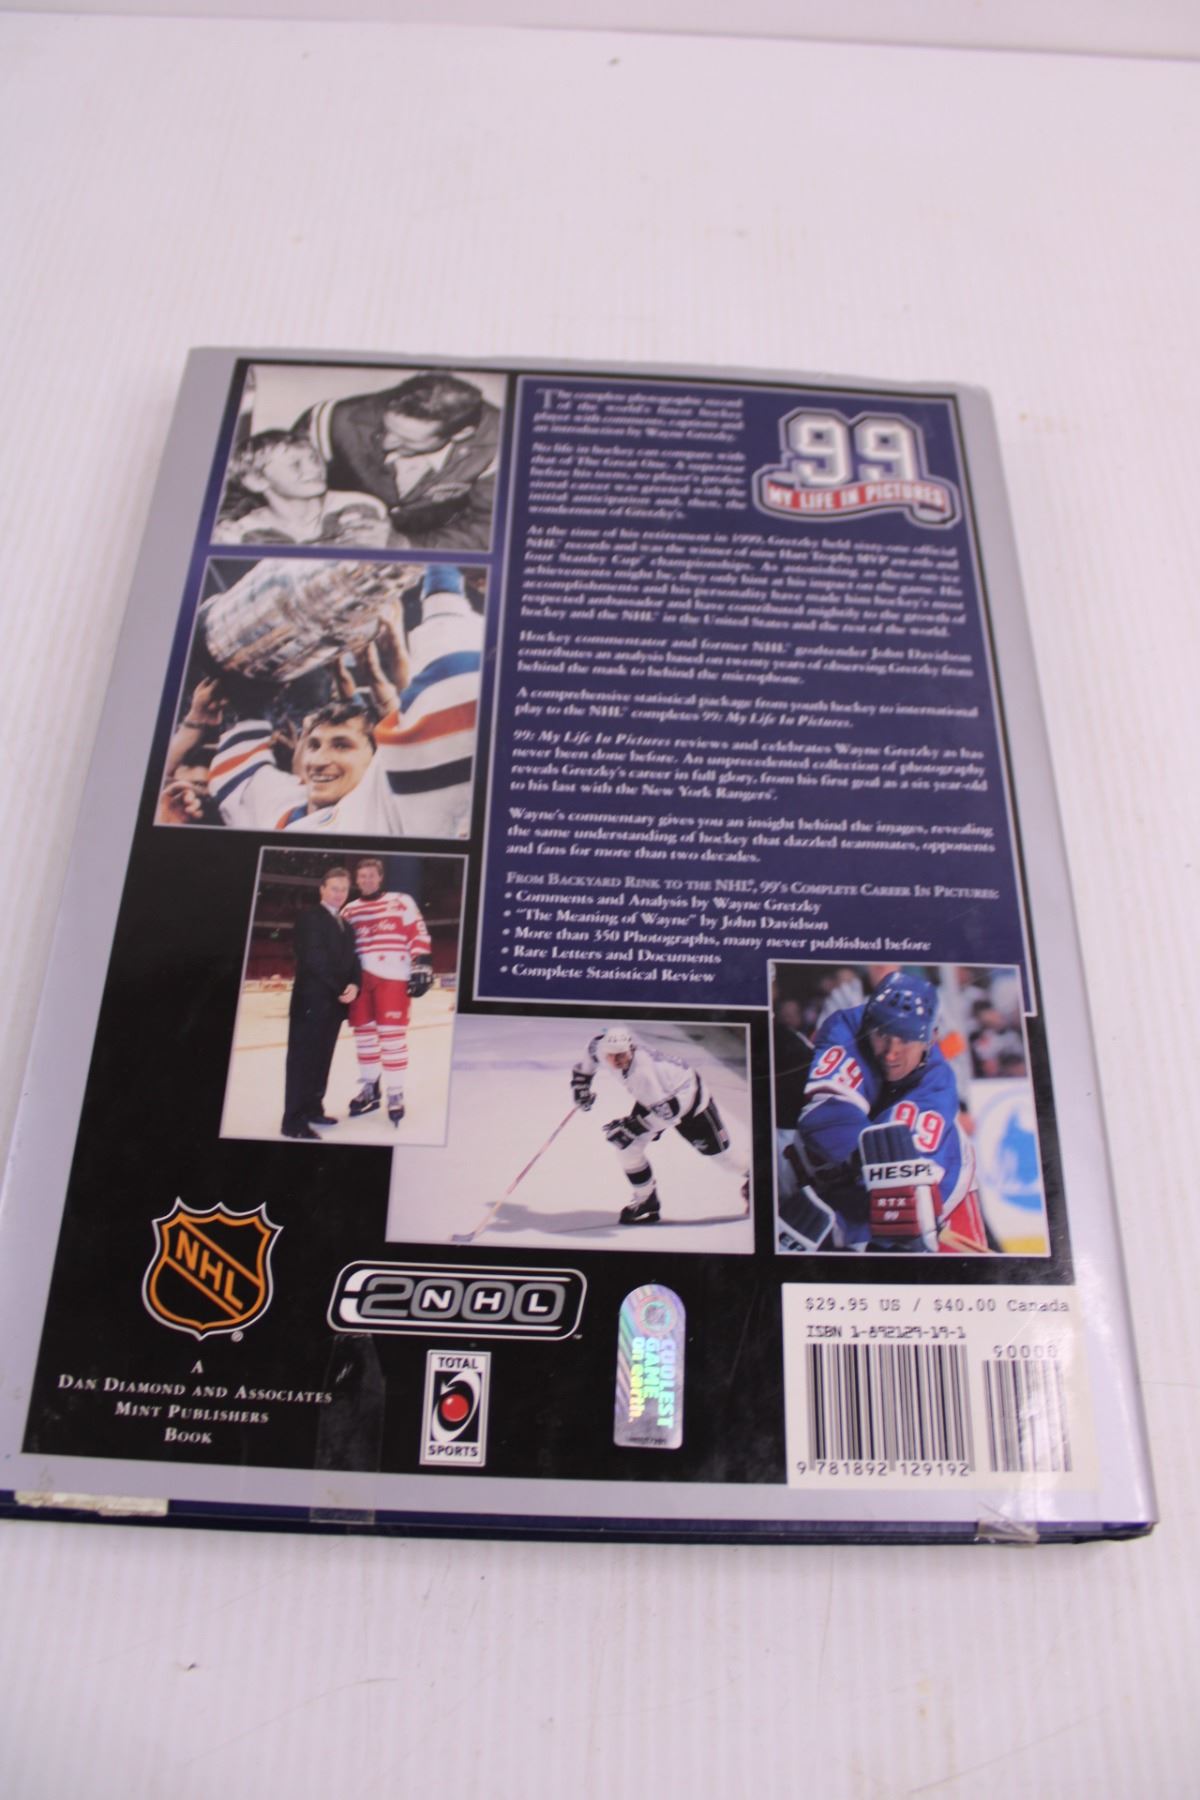 The complete photographic record
of the world's finest hockey
player with comments, captions and
an introduction by Wayne Gretzky.
No life in hockey can compare with
that of The Great One. A superstar
before his teens, no player's profes-
sional career was greeted with the
initial anticipation and, then, the
wonderment of Gretzky's.
99
MY LIFE IN PICTURES
At the time of his retirement in 1999, Gretzky held sixty-one official
NHL® records and was the winner of nine Hart Trophy MVP awards and
four Stanley Cup® championships. As astonishing as these on-ice
achievements might be, they only hint at his impact on the game. His
accomplishments and his personality have made him hockey's most
respected ambassador and have contributed mightily to the growth of
hockey and the NHL® in the United States and the rest of the world.
Hockey commentator and former NHL® goaltender John Davidson
contributes an analysis based on twenty years of observing Gretzky from
behind the mask to behind the microphone.
A comprehensive statistical package from youth hockey to international
play to the NHL® completes 99: My Life In Pictures.
99: My Life In Pictures reviews and celebrates Wayne Gretzky as has
never been done before. An unprecedented collection of photography
reveals Gretzky's career in full glory, from his first goal as a six year-old
to his last with the New York Rangers®.
Wayne's commentary gives you an insight behind the images, revealing
the same understanding of hockey that dazzled teammates, opponents
and fans for more than two decades.
FROM BACKYARD RINK TO THE NHL®, 99'S COMPLETE CAREER IN PICTURES:
• Comments and Analysis by Wayne Gretzky
• "The Meaning of Wayne" by John Davidson
• More than 350 Photographs, many never published before
• Rare Letters and Documents
• Complete Statistical Review
99
99
HESPE
RTX
99
NHL
®
2000
NHL
™
A
DAN DIAMOND AND ASSOCIATES
MINT PUBLISHERS
BOOK
TOTAL
SPORTS
COOLEST
GAME
on earth
$29.95 US / $40.00 Canada
ISBN 1-892129-19-1
90000
9 781892 129192